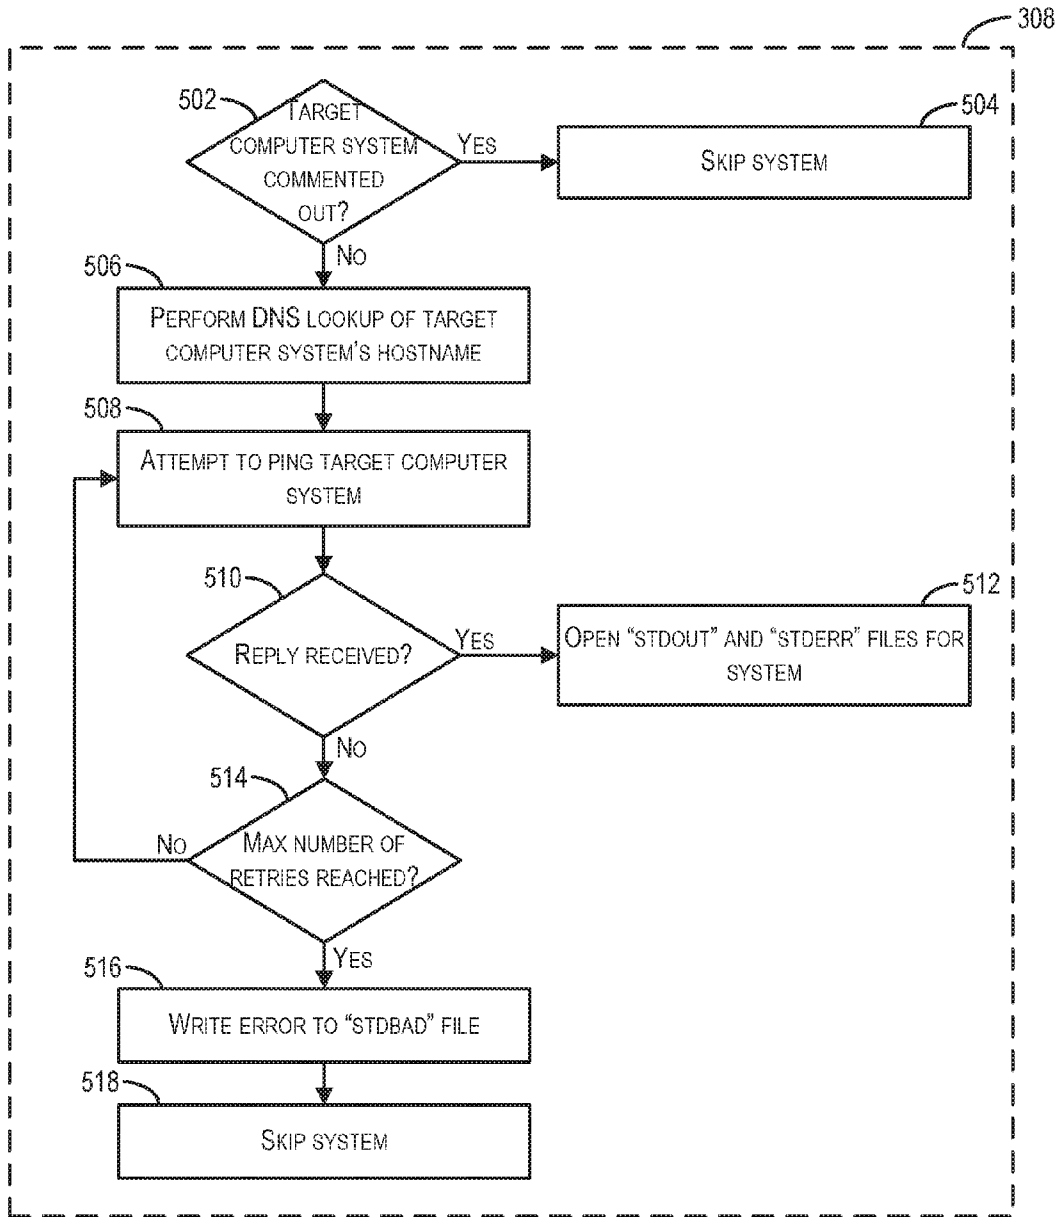 308
502
TARGET
COMPUTER SYSTEM
COMMENTED
OUT?
YES
504
SKIP SYSTEM
NO
506
PERFORM DNS LOOKUP OF TARGET
COMPUTER SYSTEM'S HOSTNAME
508
ATTEMPT TO PING TARGET COMPUTER
SYSTEM
510
REPLY RECEIVED?
YES
512
OPEN “STDOUT” AND “STDERR” FILES FOR
SYSTEM
NO
514
MAX NUMBER OF
RETRIES REACHED?
NO
YES
516
WRITE ERROR TO “STDBAD” FILE
518
SKIP SYSTEM